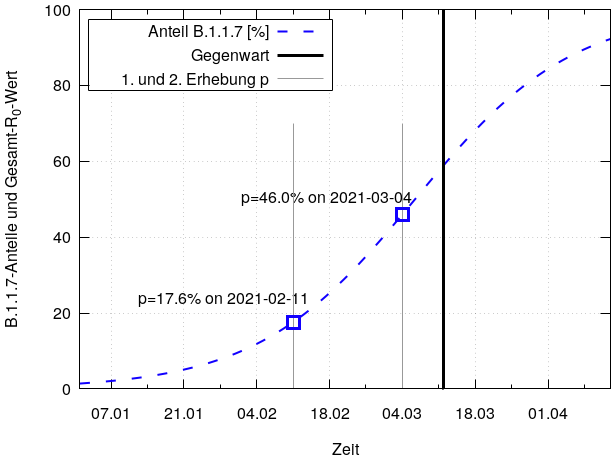 100
80
60
40
20
0
B.1.1.7-Antelle und Gesamt-R0-Wert
Anteil B.1.1.7 [%]
Gegenwart
1. und 2. Erhebung p
p=46.0% on 2021-03-04
p=17.6% on 2021-02-11
07.01 21.01 04.02 18.02 04.03 18.03 01.04
Zeit